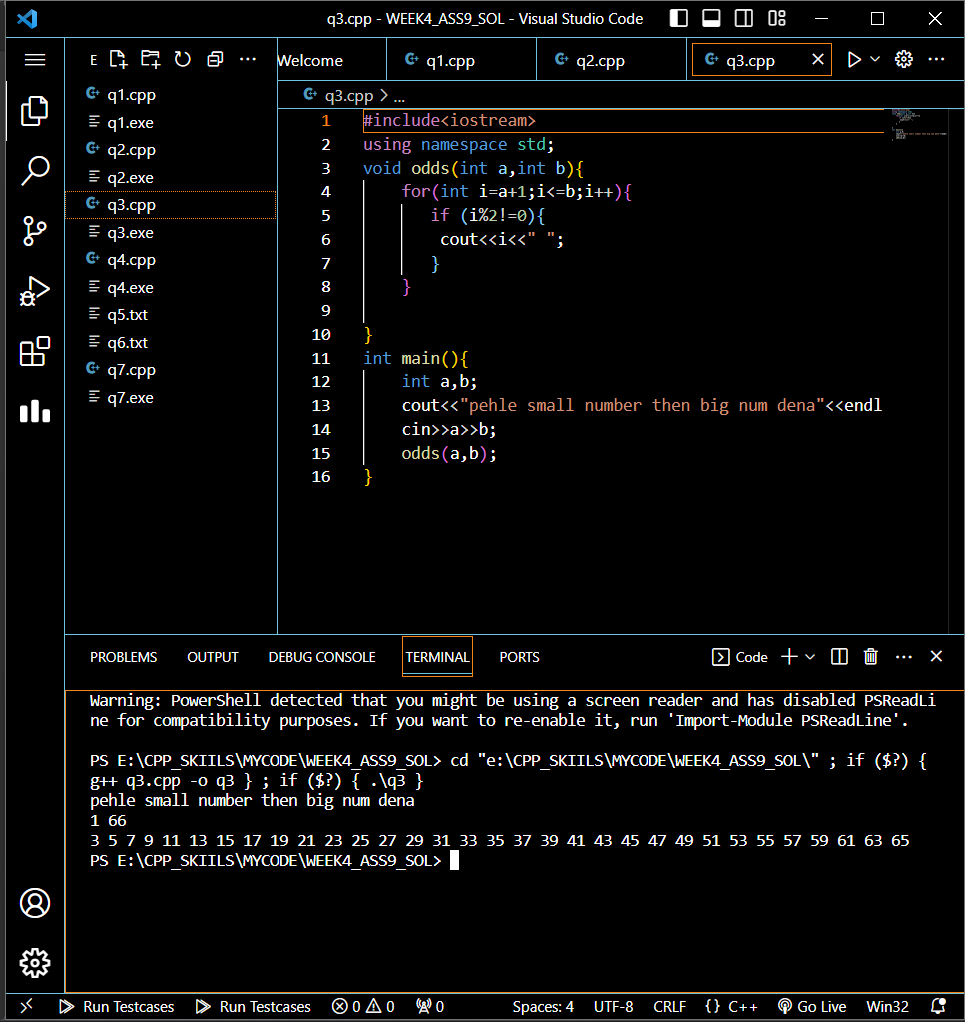 q3.cpp - WEEK4_ASS9_SOL - Visual Studio Code
E
Welcome
q1.cpp
q2.cpp
q3.cpp
q1.cpp
q1.exe
q2.cpp
q2.exe
q3.cpp
q3.exe
q4.cpp
q4.exe
q5.txt
q6.txt
q7.cpp
q7.exe
q3.cpp > ...
1 #include<iostream>
2 using namespace std;
3 void odds(int a,int b){
4 for(int i=a+1;i<=b;i++){
5 if (i%2!=0){
6 cout<<i<<" ";
7 }
8 }
9
10 }
11 int main(){
12 int a,b;
13 cout<<"pehle small number then big num dena"<<endl
14 cin>>a>>b;
15 odds(a,b);
16 }
PROBLEMS OUTPUT DEBUG CONSOLE TERMINAL PORTS Code
Warning: PowerShell detected that you might be using a screen reader and has disabled PSReadLi
ne for compatibility purposes. If you want to re-enable it, run 'Import-Module PSReadLine'.
PS E:\CPP_SKIILS\MYCODE\WEEK4_ASS9_SOL> cd "e:\CPP_SKIILS\MYCODE\WEEK4_ASS9_SOL\" ; if ($?) {
g++ q3.cpp -o q3 } ; if ($?) { .\q3 }
pehle small number then big num dena
1 66
3 5 7 9 11 13 15 17 19 21 23 25 27 29 31 33 35 37 39 41 43 45 47 49 51 53 55 57 59 61 63 65
PS E:\CPP_SKIILS\MYCODE\WEEK4_ASS9_SOL>
Run Testcases Run Testcases 0 0 0 Spaces: 4 UTF-8 CRLF {} C++ Go Live Win32